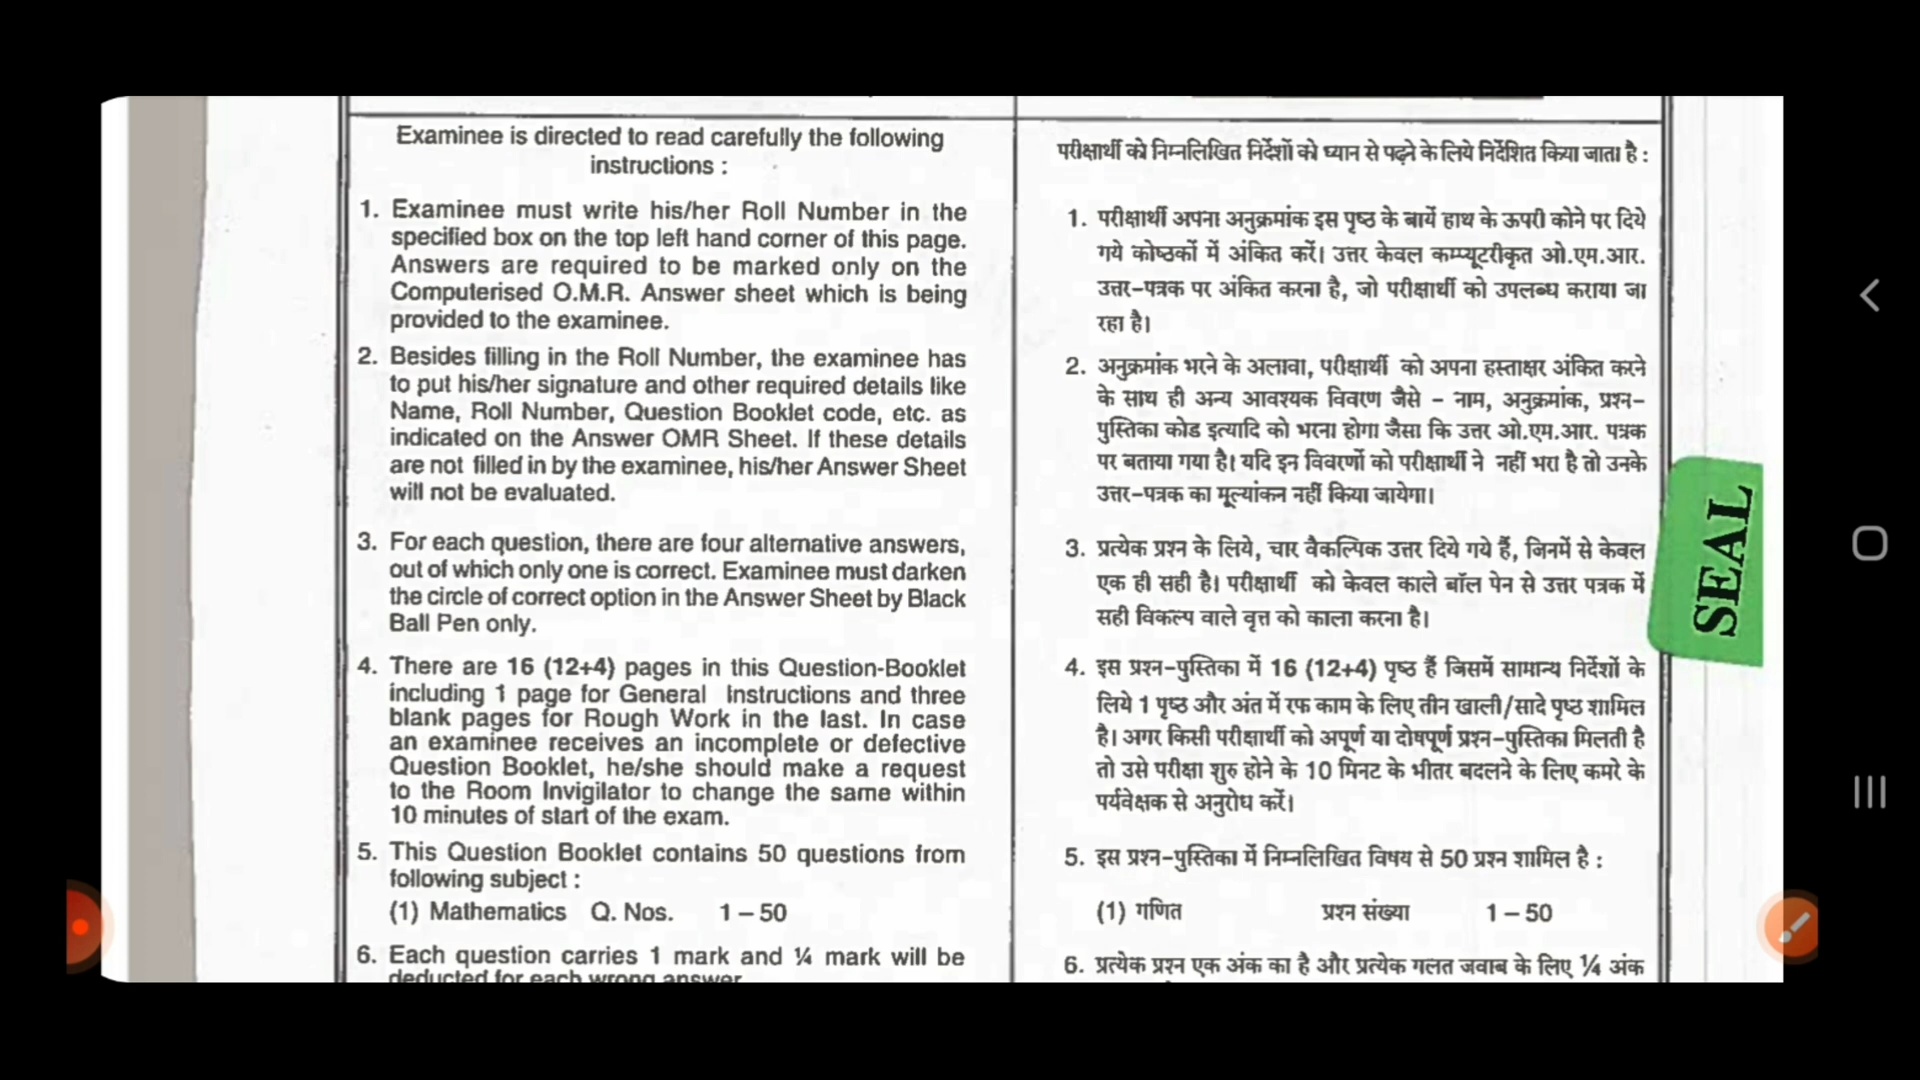 Examinee is directed to read carefully the following
instructions :
1. Examinee must write his/her Roll Number in the
specified box on the top left hand corner of this page.
Answers are required to be marked only on the
Computerised O.M.R. Answer sheet which is being
provided to the examinee.
2. Besides filling in the Roll Number, the examinee has
to put his/her signature and other required details like
Name, Roll Number, Question Booklet code, etc. as
indicated on the Answer OMR Sheet. If these details
are not filled in by the examinee, his/her Answer Sheet
will not be evaluated.
3. For each question, there are four alternative answers,
out of which only one is correct. Examinee must darken
the circle of correct option in the Answer Sheet by Black
Ball Pen only.
4. There are 16 (12+4) pages in this Question-Booklet
including 1 page for General Instructions and three
blank pages for Rough Work in the last. In case
an examinee receives an incomplete or defective
Question Booklet, he/she should make a request
to the Room Invigilator to change the same within
10 minutes of start of the exam.
5. This Question Booklet contains 50 questions from
following subject :
(1) Mathematics Q. Nos. 1 – 50
6. Each question carries 1 mark and ¼ mark will be
deducted for each wrong answer
परीक्षार्थी को निम्नलिखित निर्देशों को ध्यान से पढ़ने के लिये निर्देशित किया जाता है :
1. परीक्षार्थी अपना अनुक्रमांक इस पृष्ठ के बायें हाथ के ऊपरी कोने पर दिये
गये कोष्ठकों में अंकित करें। उत्तर केवल कम्प्यूटरीकृत ओ.एम.आर.
उत्तर-पत्रक पर अंकित करना है, जो परीक्षार्थी को उपलब्ध कराया जा
रहा है।
2. अनुक्रमांक भरने के अलावा, परीक्षार्थी को अपना हस्ताक्षर अंकित करने
के साथ ही अन्य आवश्यक विवरण जैसे – नाम, अनुक्रमांक, प्रश्न-
पुस्तिका कोड इत्यादि को भरना होगा जैसा कि उत्तर ओ.एम.आर. पत्रक
पर बताया गया है। यदि इन विवरणों को परीक्षार्थी ने नहीं भरा है तो उनके
उत्तर-पत्रक का मूल्यांकन नहीं किया जायेगा।
3. प्रत्येक प्रश्न के लिये, चार वैकल्पिक उत्तर दिये गये हैं, जिनमें से केवल
एक ही सही है। परीक्षार्थी को केवल काले बॉल पेन से उत्तर पत्रक में
सही विकल्प वाले वृत्त को काला करना है।
4. इस प्रश्न-पुस्तिका में 16 (12+4) पृष्ठ हैं जिसमें सामान्य निर्देशों के
लिये 1 पृष्ठ और अंत में रफ काम के लिए तीन खाली/सादे पृष्ठ शामिल
है। अगर किसी परीक्षार्थी को अपूर्ण या दोषपूर्ण प्रश्न-पुस्तिका मिलती है
तो उसे परीक्षा शुरु होने के 10 मिनट के भीतर बदलने के लिए कमरे के
पर्यवेक्षक से अनुरोध करें।
5. इस प्रश्न-पुस्तिका में निम्नलिखित विषय से 50 प्रश्न शामिल है :
(1) गणित प्रश्न संख्या 1 – 50
6. प्रत्येक प्रश्न एक अंक का है और प्रत्येक गलत जवाब के लिए ¼ अंक
SEAL